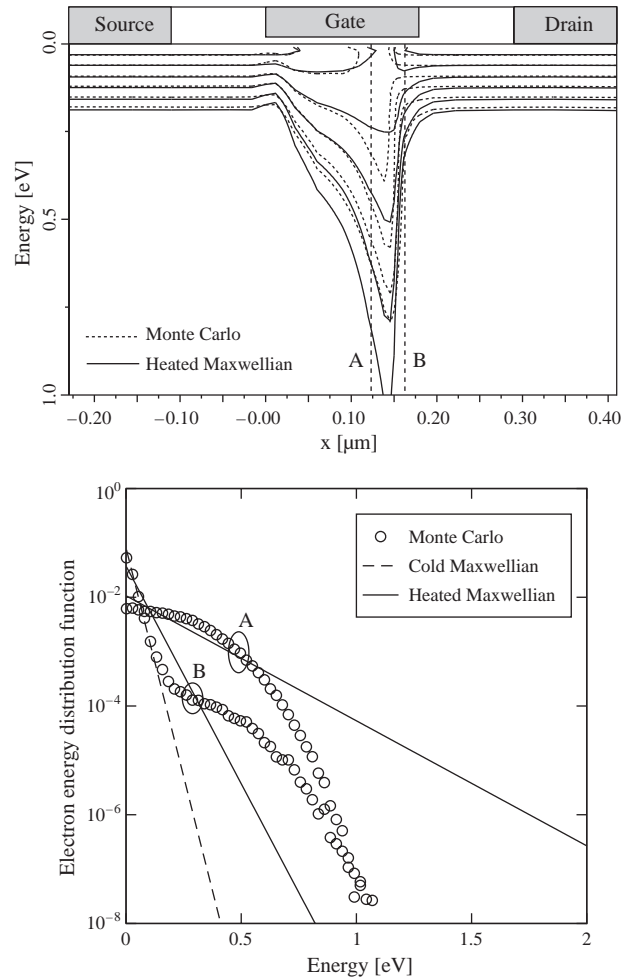 Source Gate Drain
0.0
0.5
1.0
Energy [eV]
Monte Carlo
Heated Maxwellian
A B
−0.20 −0.10 −0.00 0.10 0.20 0.30 0.40
x [μm]
10^0
10^−2
10^−4
10^−6
10^−8
Electron energy distribution function
Monte Carlo
Cold Maxwellian
Heated Maxwellian
A
B
0 0.5 1 1.5 2
Energy [eV]